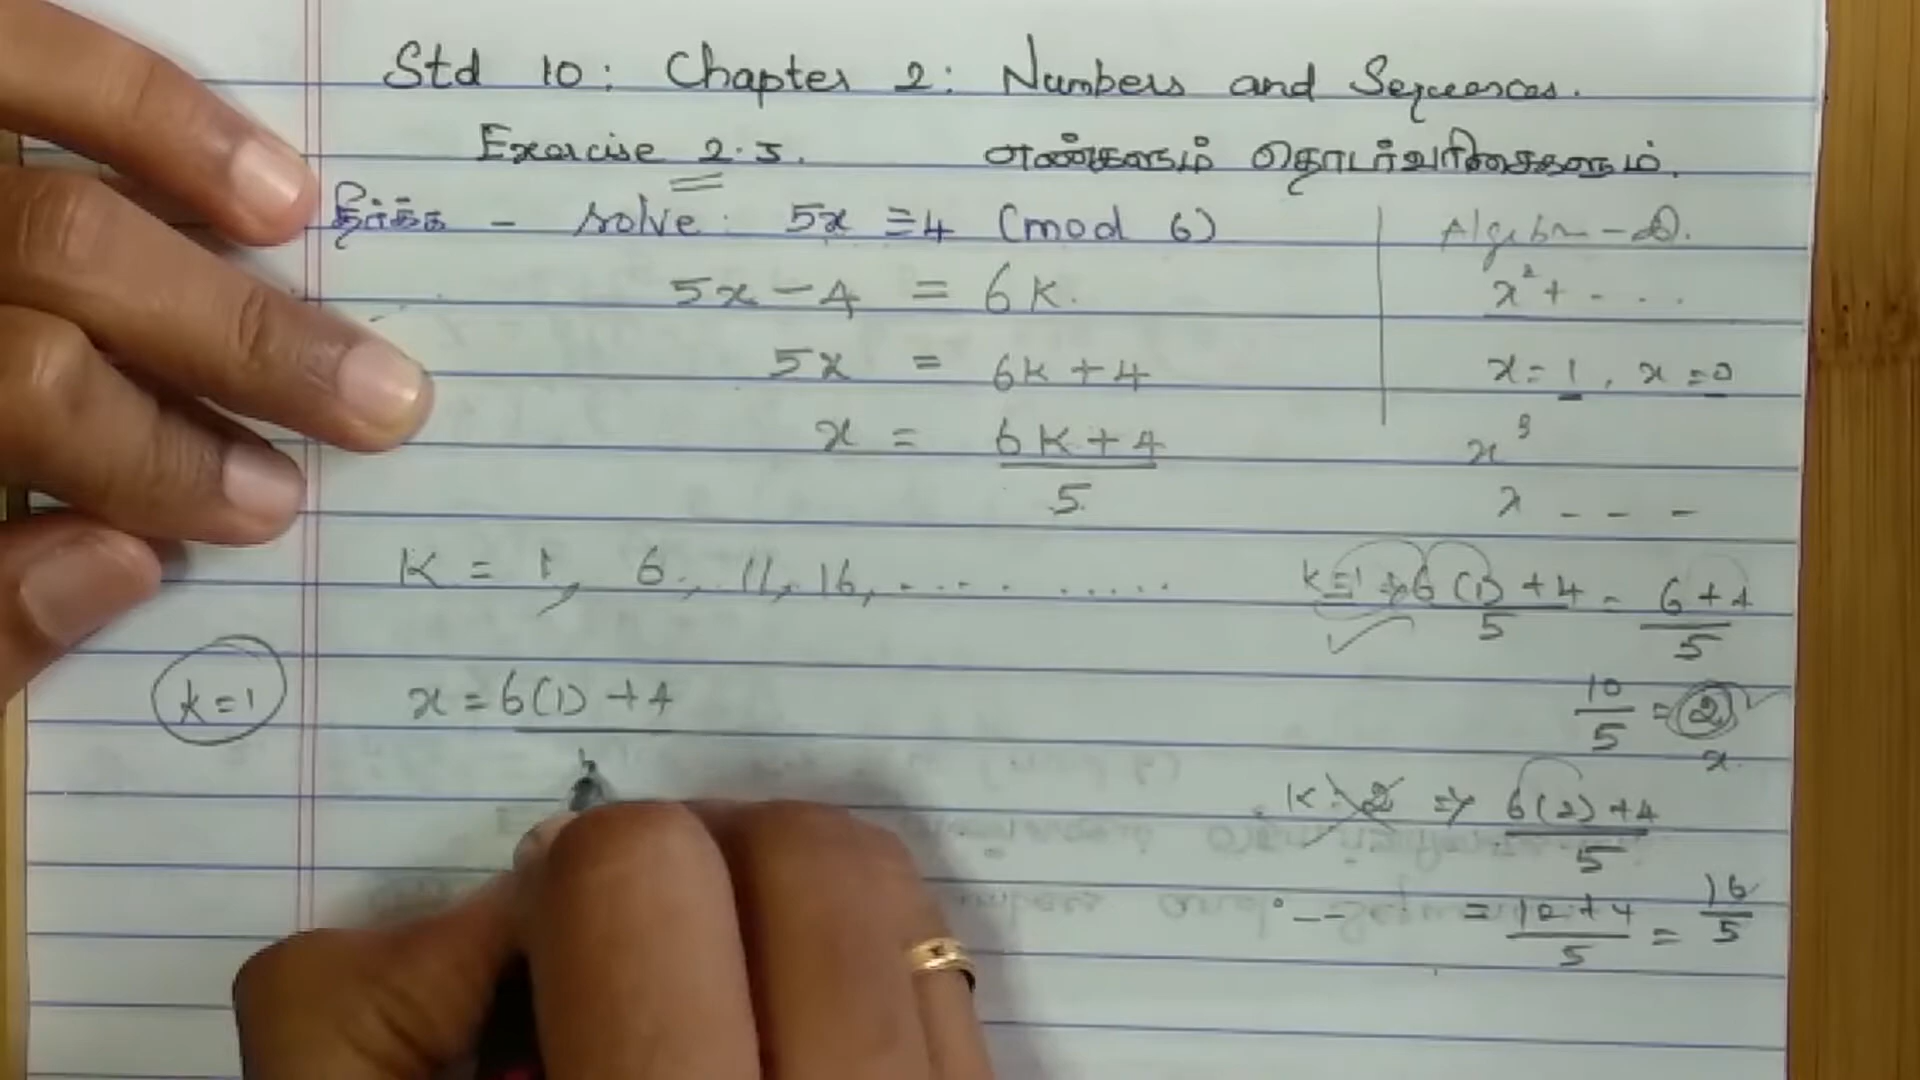 Std 10: Chapter 2: Numbers and Sequences.
Exercise 2.3. எண்களும் தொடர்வரிசைகளும்.
தீர்க்க - solve: 5x ≡ 4 (mod 6)
5x - 4 = 6k.
5x = 6k + 4
x = 6k + 4
5
Algebra -
x² + - . .
x = 1, x = 0
x³
x - - -
K = 1, 6, 11, 16, .... .....
k=1 ⇒ 6(1) + 4 = 6 + 4
5 5
10 = 2
5 x
k=1 x = 6(1) + 4
k=2 ⇒ 6(2) + 4
5
= 12 + 4 = 16
5 5